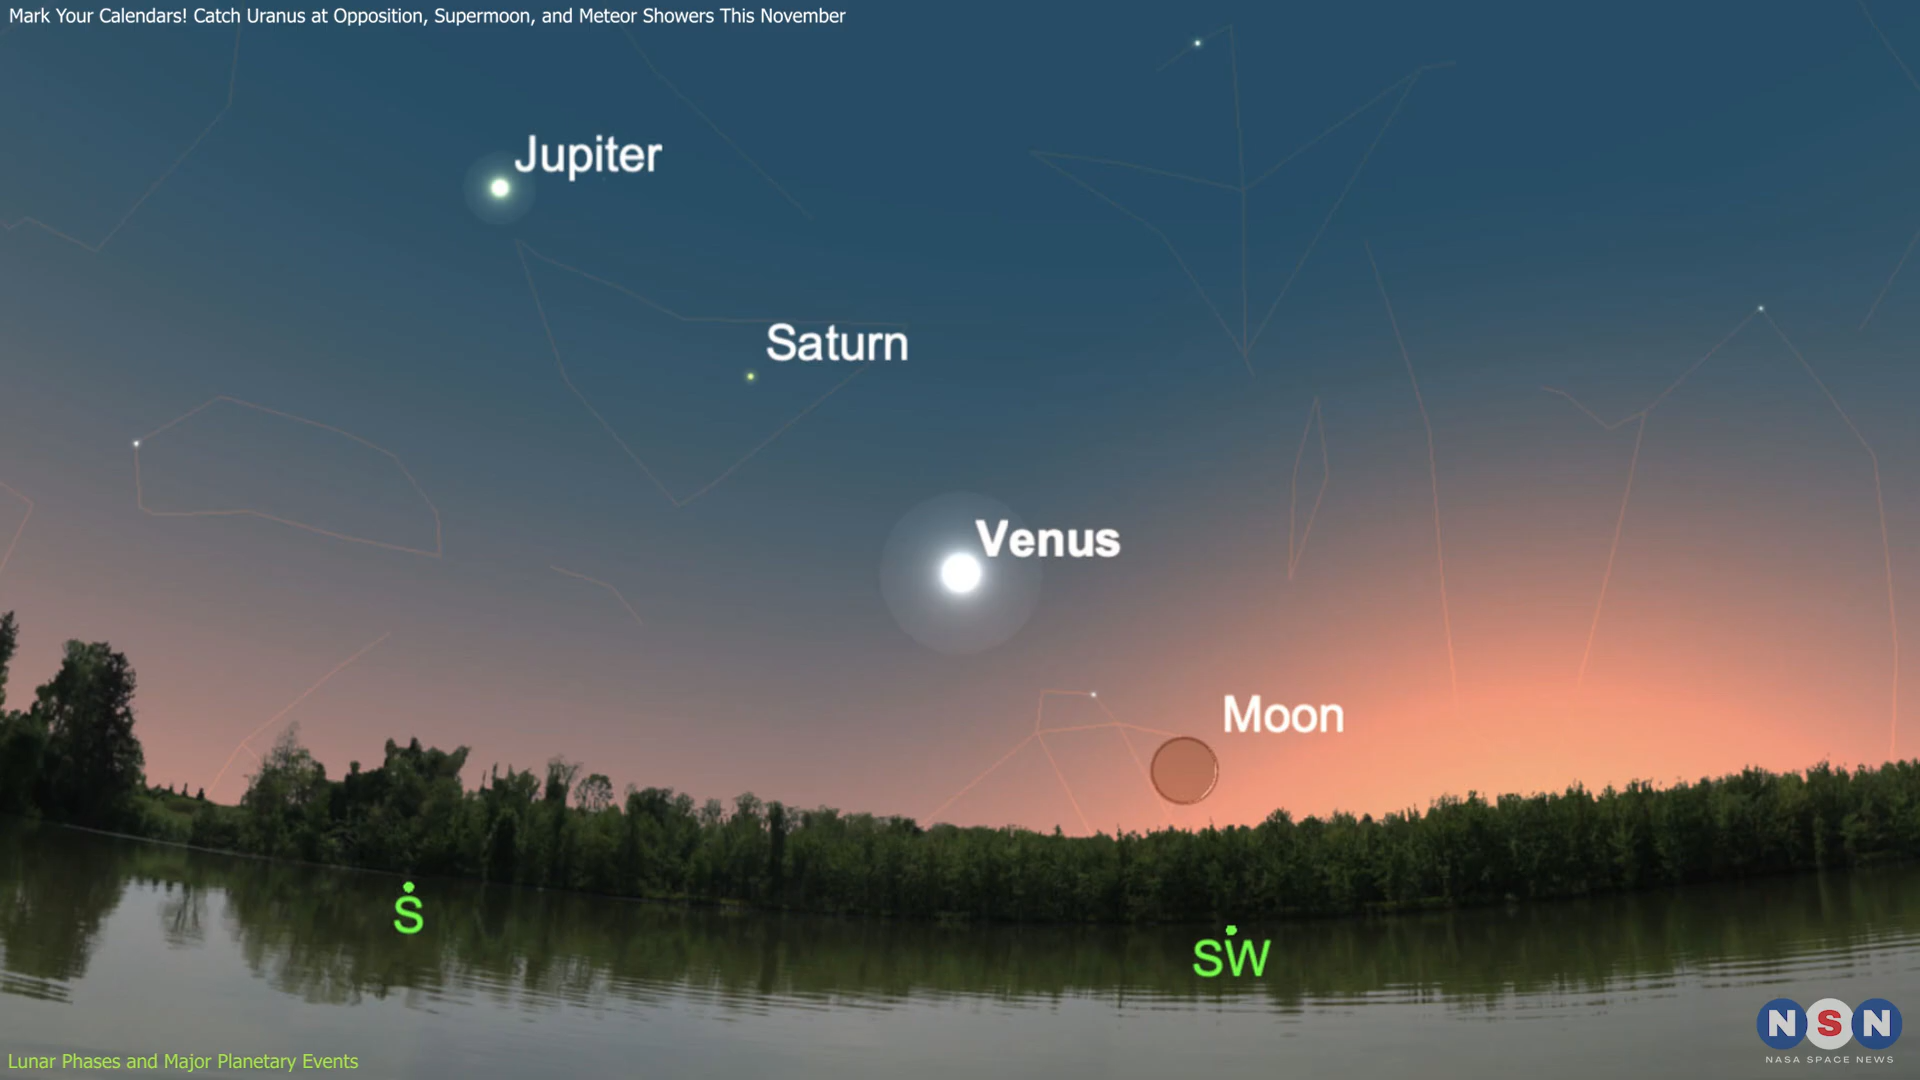 Mark Your Calendars! Catch Uranus at Opposition, Supermoon, and Meteor Showers This November
Jupiter
Saturn
Venus
Moon
S
SW
NSN
NASA SPACE NEWS
Lunar Phases and Major Planetary Events